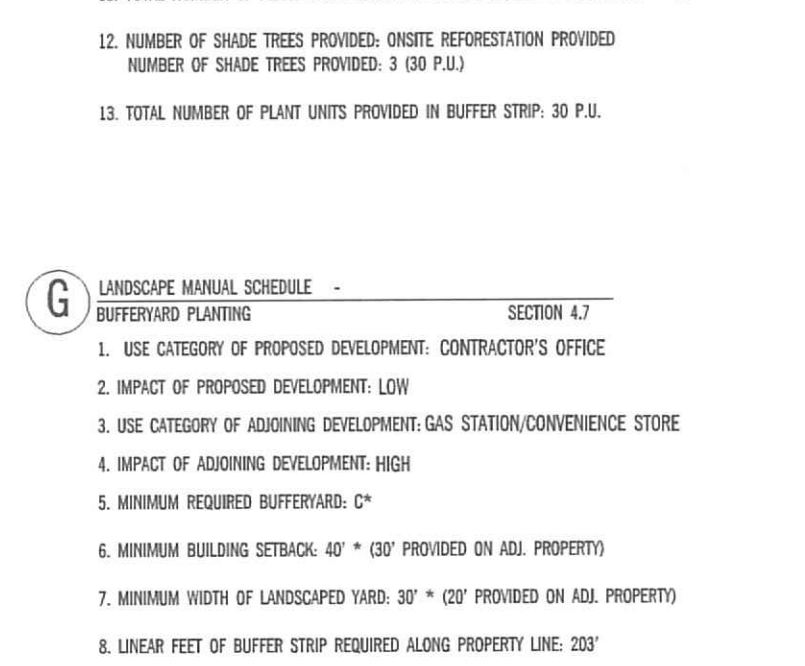 12. NUMBER OF SHADE TREES PROVIDED: ONSITE REFORESTATION PROVIDED
NUMBER OF SHADE TREES PROVIDED: 3 (30 P.U.)
13. TOTAL NUMBER OF PLANT UNITS PROVIDED IN BUFFER STRIP: 30 P.U.
G
LANDSCAPE MANUAL SCHEDULE -
BUFFERYARD PLANTING SECTION 4.7
1. USE CATEGORY OF PROPOSED DEVELOPMENT: CONTRACTOR'S OFFICE
2. IMPACT OF PROPOSED DEVELOPMENT: LOW
3. USE CATEGORY OF ADJOINING DEVELOPMENT: GAS STATION/CONVENIENCE STORE
4. IMPACT OF ADJOINING DEVELOPMENT: HIGH
5. MINIMUM REQUIRED BUFFERYARD: C*
6. MINIMUM BUILDING SETBACK: 40' * (30' PROVIDED ON ADJ. PROPERTY)
7. MINIMUM WIDTH OF LANDSCAPED YARD: 30' * (20' PROVIDED ON ADJ. PROPERTY)
8. LINEAR FEET OF BUFFER STRIP REQUIRED ALONG PROPERTY LINE: 203'